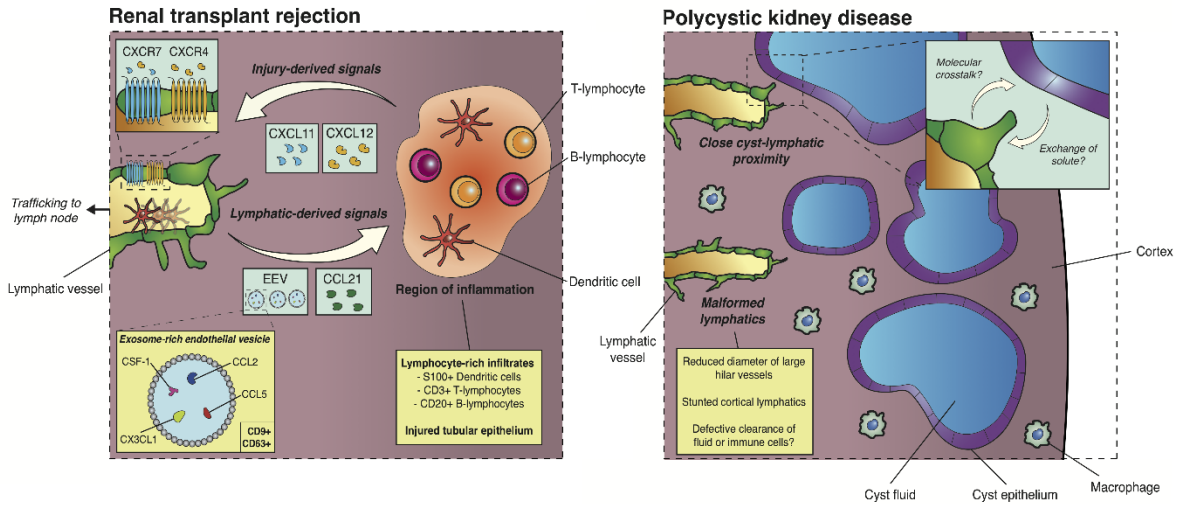 Renal transplant rejection
CXCR7
CXCR4
Injury-derived signals
CXCL11
CXCL12
T-lymphocyte
B-lymphocyte
Trafficking to
lymph node
Lymphatic-derived signals
EEV
CCL21
Dendritic cell
Lymphatic vessel
Region of inflammation
Exosome-rich endothelial vesicle
CSF-1
CCL2
CCL5
CX3CL1
CD9+
CD63+
Lymphocyte-rich infiltrates
- S100+ Dendritic cells
- CD3+ T-lymphocytes
- CD20+ B-lymphocytes
Injured tubular epithelium
Polycystic kidney disease
Molecular
crosstalk?
Exchange of
solute?
Close cyst-lymphatic
proximity
Cortex
Malformed
lymphatics
Lymphatic
vessel
Reduced diameter of large
hilar vessels
Stunted cortical lymphatics
Defective clearance of
fluid or immune cells?
Macrophage
Cyst fluid
Cyst epithelium